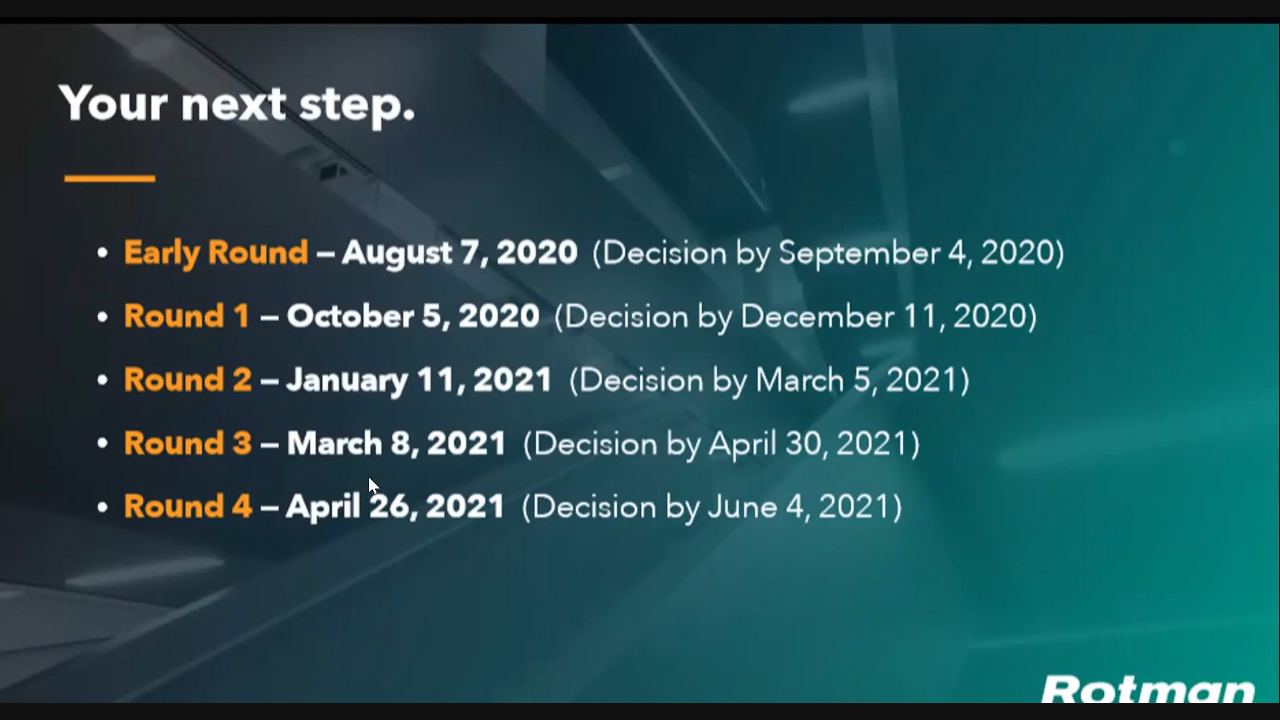 Your next step.
• Early Round – August 7, 2020 (Decision by September 4, 2020)
• Round 1 – October 5, 2020 (Decision by December 11, 2020)
• Round 2 – January 11, 2021 (Decision by March 5, 2021)
• Round 3 – March 8, 2021 (Decision by April 30, 2021)
• Round 4 – April 26, 2021 (Decision by June 4, 2021)
Rotman